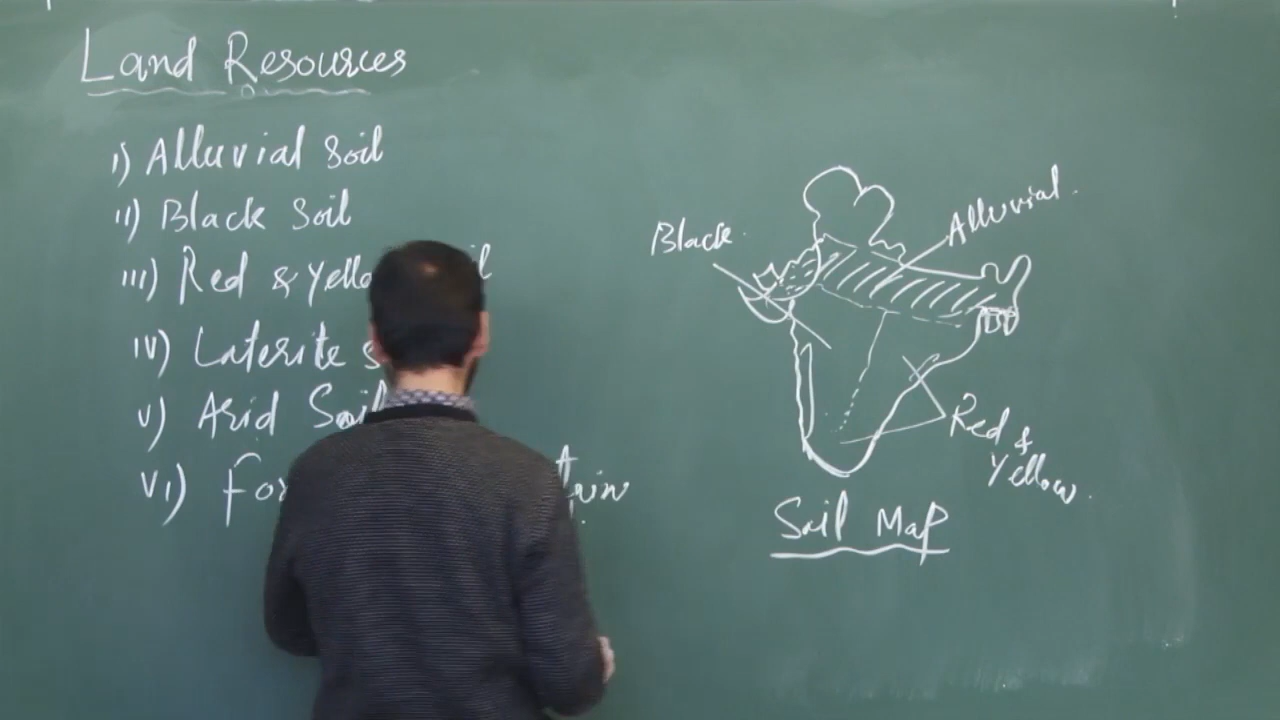 Land Resources
i) Alluvial Soil
ii) Black Soil
iii) Red & Yello
iv) Laterite S
v) Arid Soil
vi) For
Black.
Alluvial.
Red &
Yellow.
Soil Map